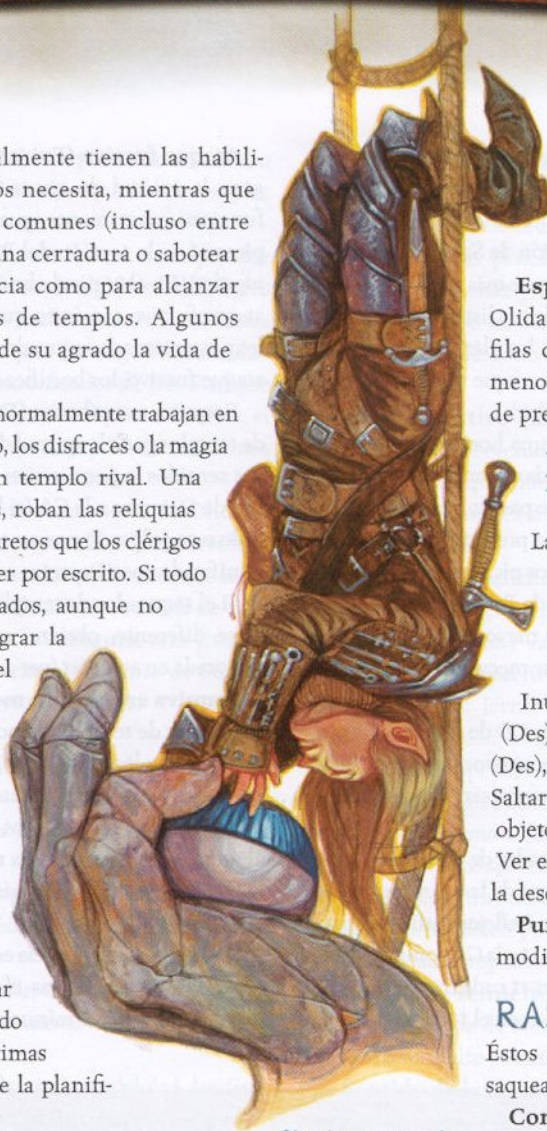 almente tienen las habili-
os necesita, mientras que
comunes (incluso entre
una cerradura o sabotear
cia como para alcanzar
de templos. Algunos
de su agrado la vida de
normalmente trabajan en
o, los disfraces o la magia
n templo rival. Una
s, roban las reliquias
cretos que los clérigos
er por escrito. Si todo
ados, aunque no
grar la
el
ar
do
imas
e la planifi-
Esp
Olida
filas d
meno
de pre
La
Int
(Des)
(Des),
Saltar
objeto
Ver e
la desc
Pu
modi
RA
Éstos
saquea
Con